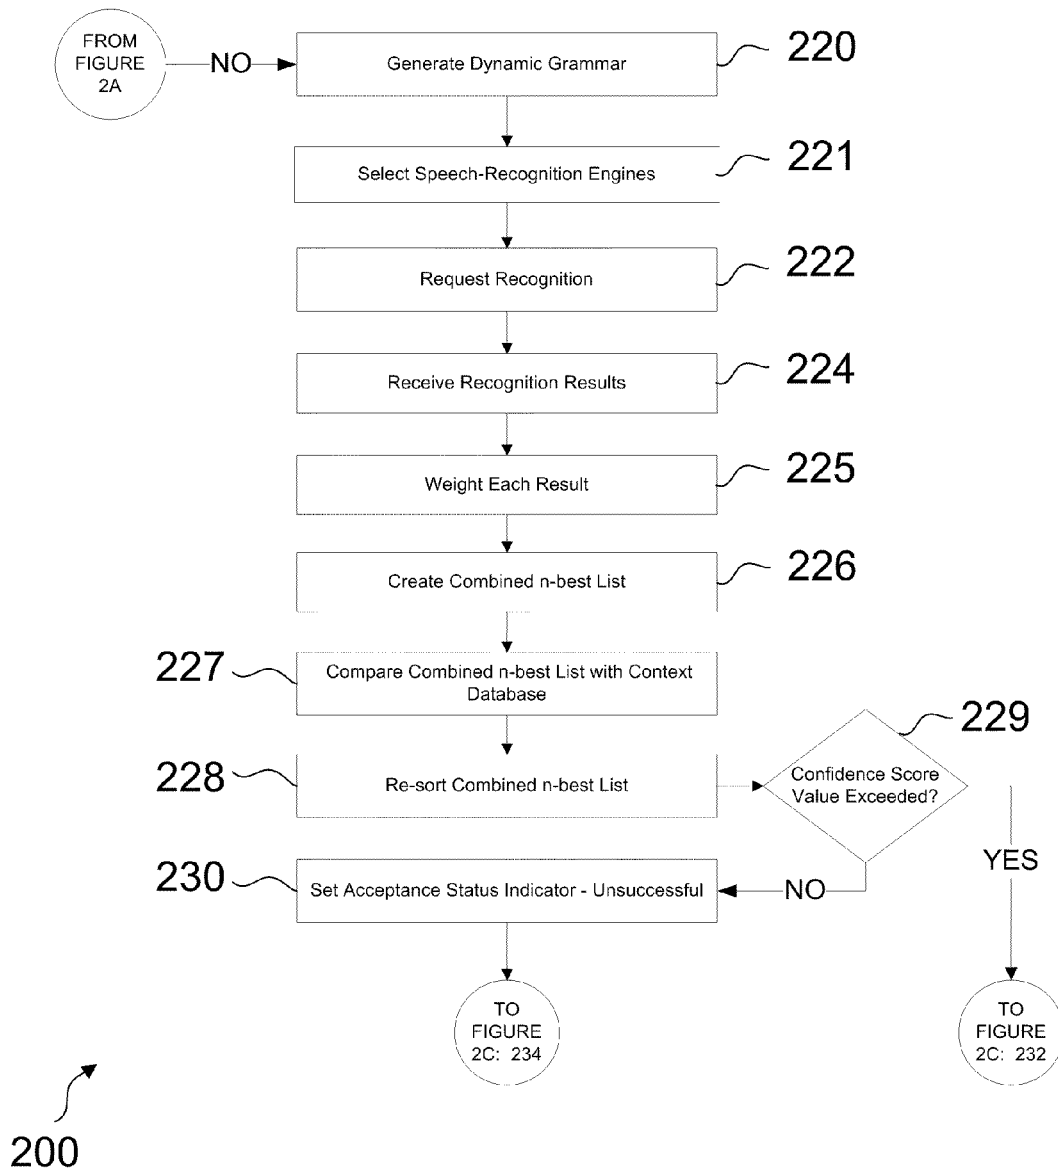 FROM
FIGURE
2A
NO
Generate Dynamic Grammar
220
Select Speech-Recognition Engines
221
Request Recognition
222
Receive Recognition Results
224
Weight Each Result
225
Create Combined n-best List
226
227
Compare Combined n-best List with Context
Database
228
Re-sort Combined n-best List
229
Confidence Score
Value Exceeded?
230
Set Acceptance Status Indicator - Unsuccessful
NO
YES
TO
FIGURE
2C: 234
TO
FIGURE
2C: 232
200